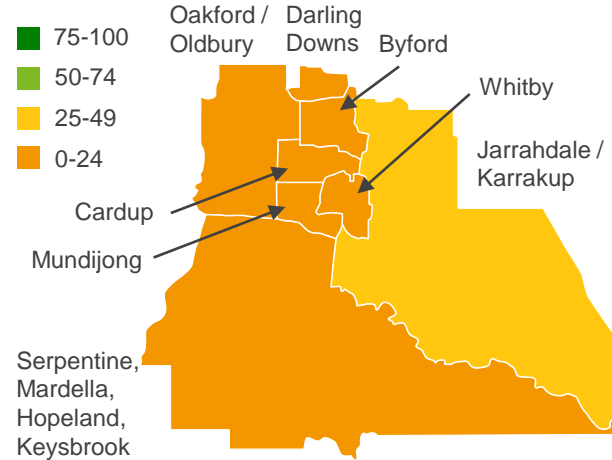 75-100
50-74
25-49
0-24
Oakford /
Oldbury
Darling
Downs
Byford
Whitby
Jarrahdale /
Karrakup
Cardup
Mundijong
Serpentine,
Mardella,
Hopeland,
Keysbrook